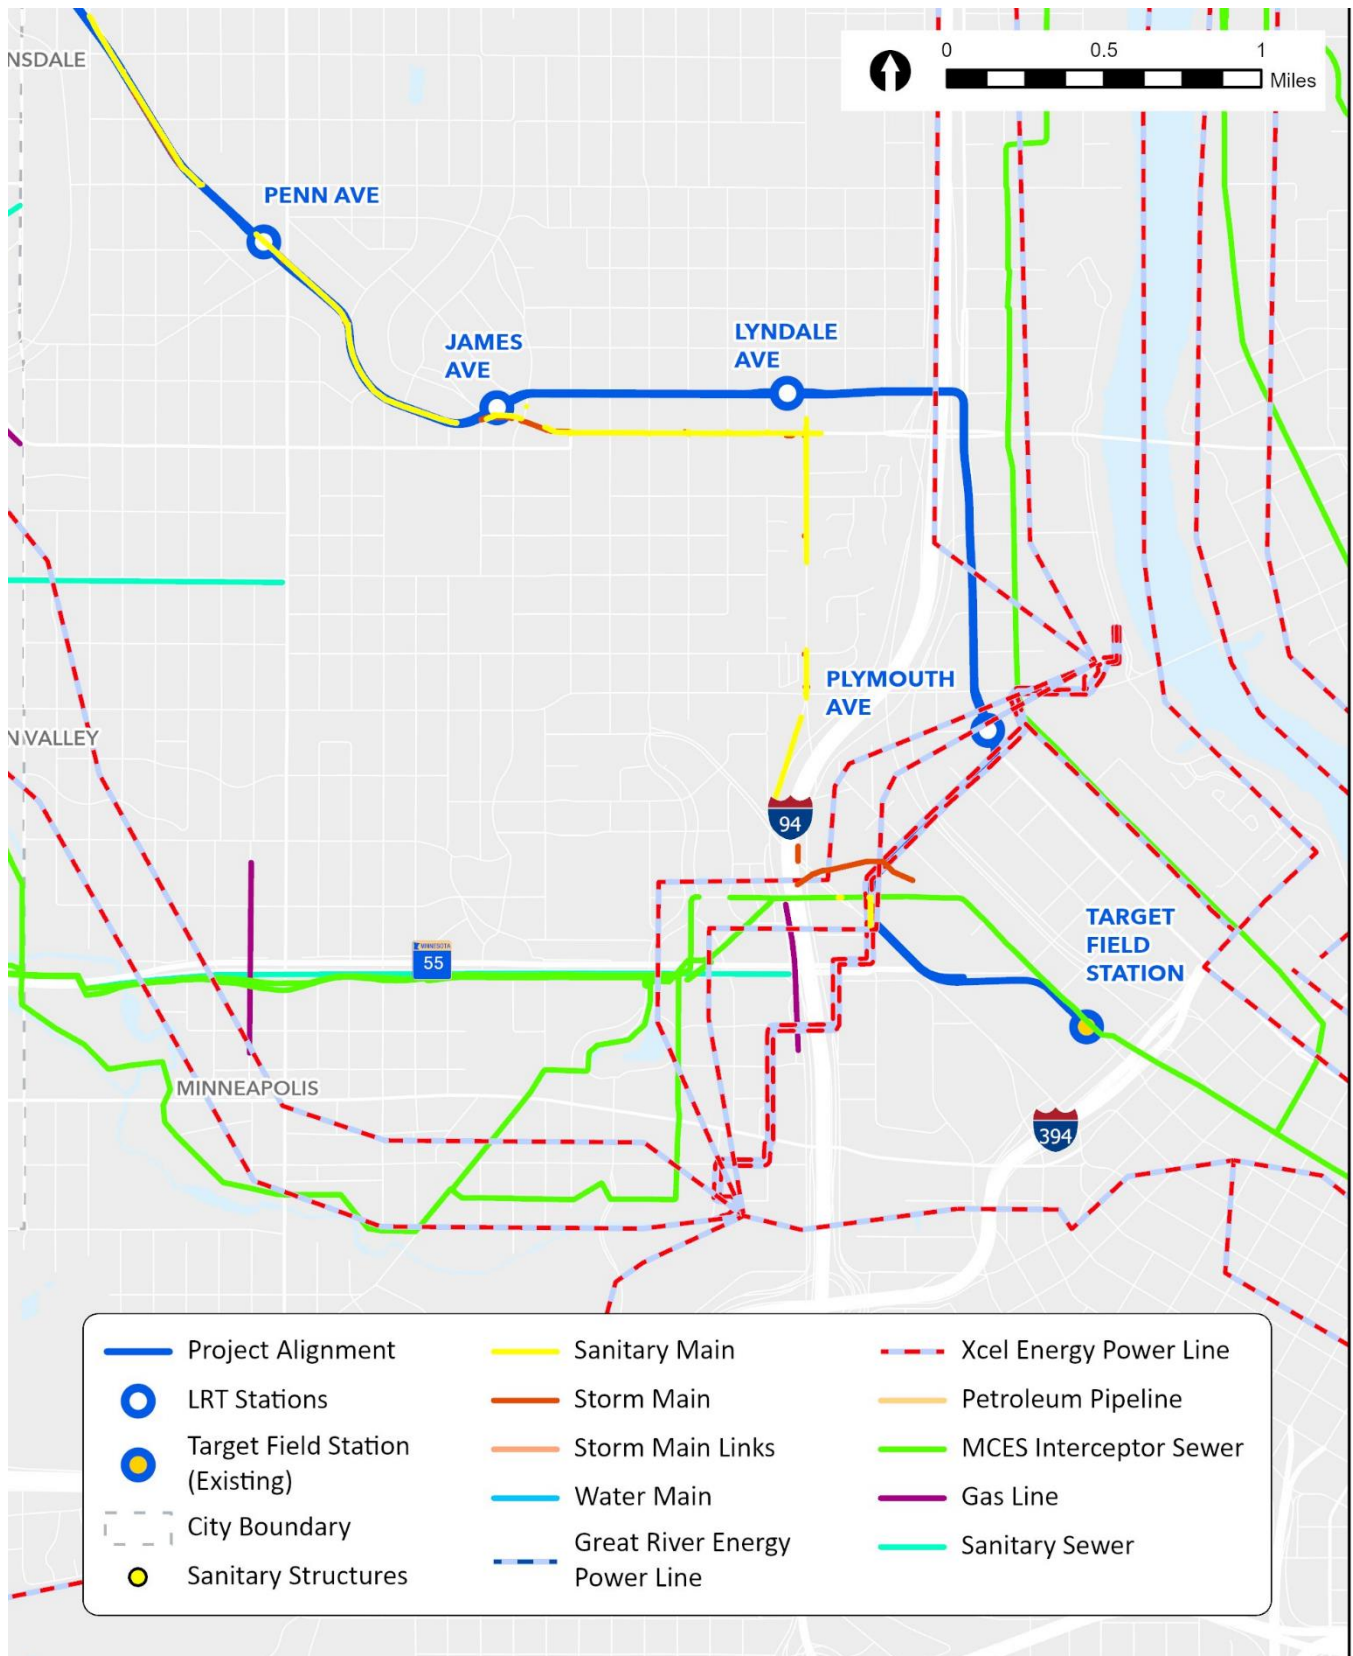 NSDALE
0 0.5 1
Miles
PENN AVE
JAMES
AVE
LYNDALE
AVE
PLYMOUTH
AVE
N VALLEY
94
TARGET
FIELD
STATION
MINNESOTA
55
MINNEAPOLIS
394
Project Alignment
LRT Stations
Target Field Station
(Existing)
City Boundary
Sanitary Structures
Sanitary Main
Storm Main
Storm Main Links
Water Main
Great River Energy
Power Line
Xcel Energy Power Line
Petroleum Pipeline
MCES Interceptor Sewer
Gas Line
Sanitary Sewer